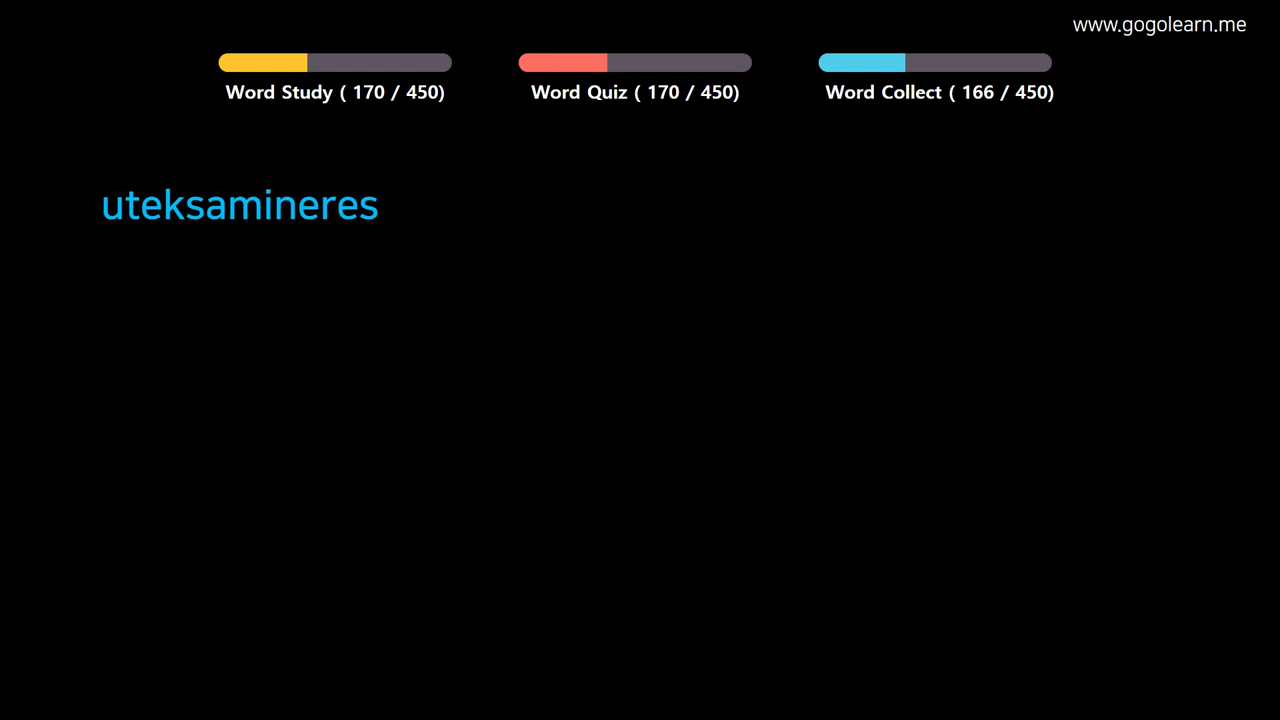 www.gogolearn.me
Word Study ( 170 / 450)
Word Quiz ( 170 / 450)
Word Collect ( 166 / 450)
uteksamineres